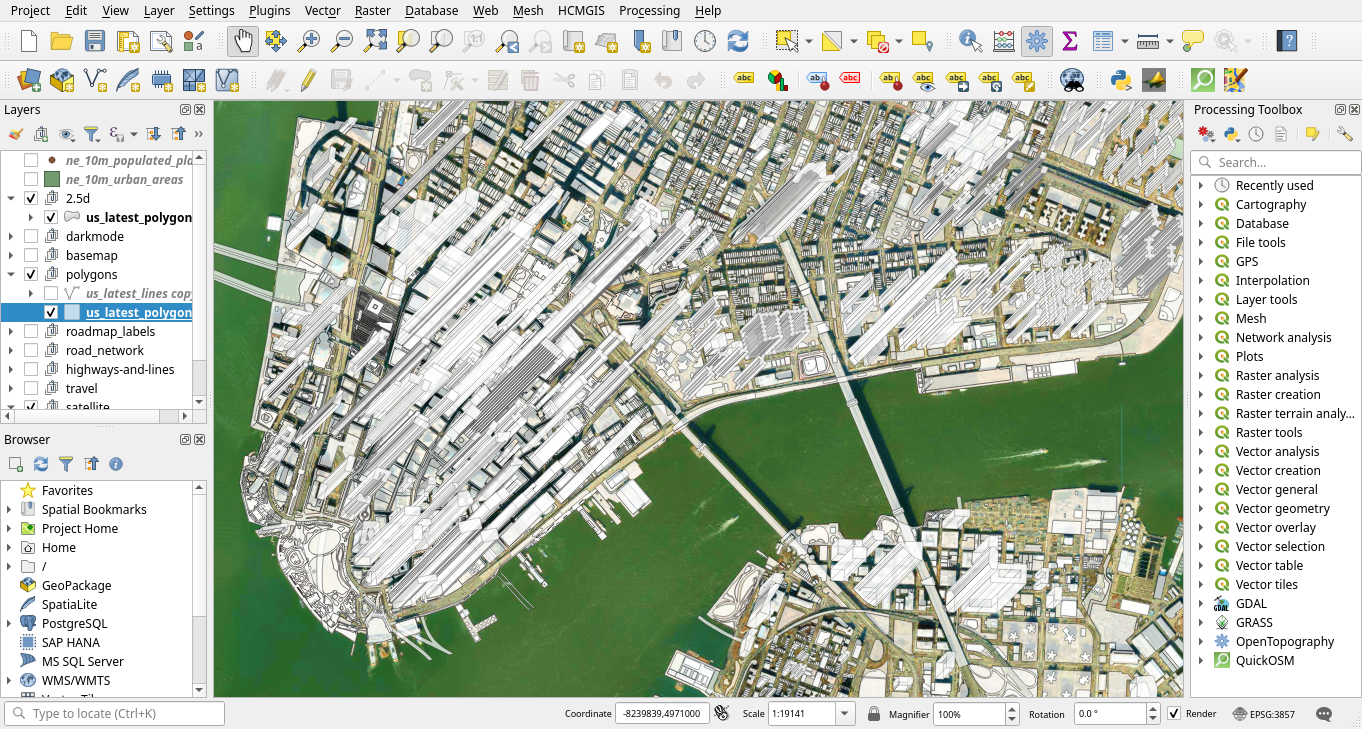 Project Edit View Layer Settings Plugins Vector Raster Database Web Mesh HCMGIS Processing Help
1:1
abc
ab
abc
ab
abc
abc
abc
abc
Layers
ne_10m_populated_pla
ne_10m_urban_areas
2.5d
us_latest_polygon
darkmode
basemap
polygons
us_latest_lines cop
us_latest_polygon
roadmap_labels
road_network
highways-and-lines
travel
satellite
Browser
Favorites
Spatial Bookmarks
Project Home
Home
/
GeoPackage
SpatiaLite
PostgreSQL
SAP HANA
MS SQL Server
WMS/WMTS
Processing Toolbox
Search...
Recently used
Cartography
Database
File tools
GPS
Interpolation
Layer tools
Mesh
Network analysis
Plots
Raster analysis
Raster creation
Raster terrain analy...
Raster tools
Vector analysis
Vector creation
Vector general
Vector geometry
Vector overlay
Vector selection
Vector table
Vector tiles
GDAL
GRASS
OpenTopography
QuickOSM
Type to locate (Ctrl+K)
Coordinate -8239839,4971000 Scale 1:19141 Magnifier 100% Rotation 0.0 ° Render EPSG:3857